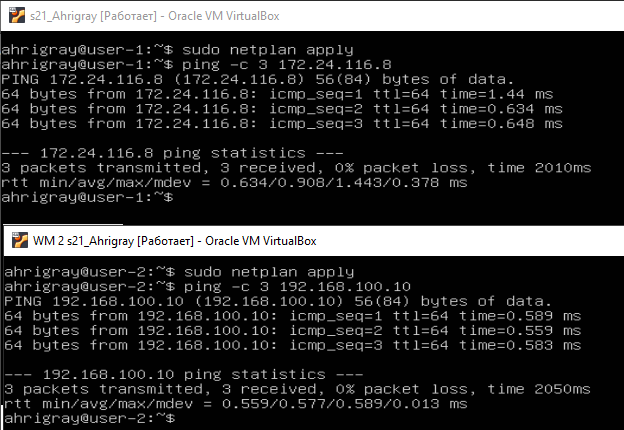 s21_Ahrigray [Работает] - Oracle VM VirtualBox
ahrigray@user-1:~$ sudo netplan apply
ahrigray@user-1:~$ ping -c 3 172.24.116.8
PING 172.24.116.8 (172.24.116.8) 56(84) bytes of data.
64 bytes from 172.24.116.8: icmp_seq=1 ttl=64 time=1.44 ms
64 bytes from 172.24.116.8: icmp_seq=2 ttl=64 time=0.634 ms
64 bytes from 172.24.116.8: icmp_seq=3 ttl=64 time=0.648 ms
--- 172.24.116.8 ping statistics ---
3 packets transmitted, 3 received, 0% packet loss, time 2010ms
rtt min/avg/max/mdev = 0.634/0.908/1.443/0.378 ms
ahrigray@user-1:~$
WM 2 s21_Ahrigray [Работает] - Oracle VM VirtualBox
ahrigray@user-2:~$ sudo netplan apply
ahrigray@user-2:~$ ping -c 3 192.168.100.10
PING 192.168.100.10 (192.168.100.10) 56(84) bytes of data.
64 bytes from 192.168.100.10: icmp_seq=1 ttl=64 time=0.589 ms
64 bytes from 192.168.100.10: icmp_seq=2 ttl=64 time=0.559 ms
64 bytes from 192.168.100.10: icmp_seq=3 ttl=64 time=0.583 ms
--- 192.168.100.10 ping statistics ---
3 packets transmitted, 3 received, 0% packet loss, time 2050ms
rtt min/avg/max/mdev = 0.559/0.577/0.589/0.013 ms
ahrigray@user-2:~$